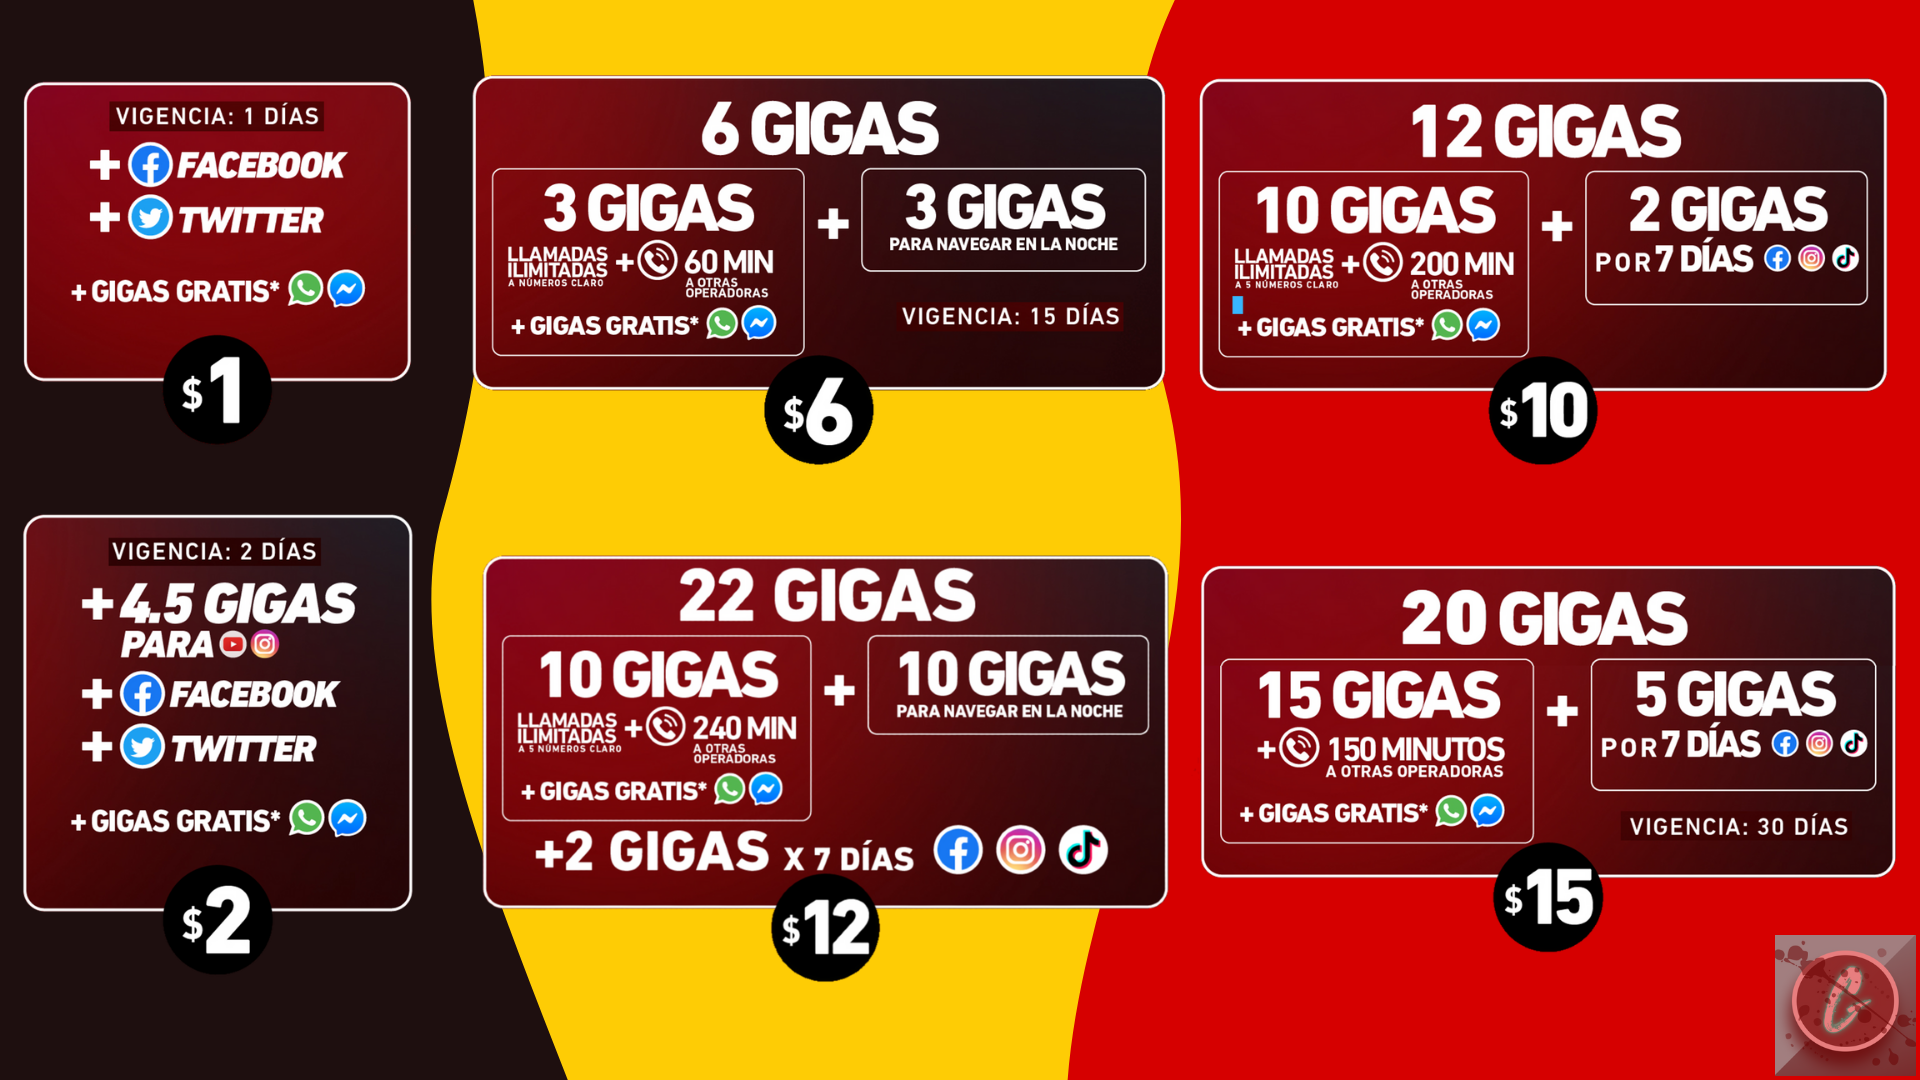 VIGENCIA: 1 DÍAS
+ FACEBOOK
+ TWITTER
+ GIGAS GRATIS*
$1
VIGENCIA: 2 DÍAS
+ 4.5 GIGAS
PARA
+ FACEBOOK
+ TWITTER
+ GIGAS GRATIS*
$2
6 GIGAS
3 GIGAS
LLAMADAS
ILIMITADAS
A NÚMEROS CLARO
+ 60 MIN
A OTRAS
OPERADORAS
+ GIGAS GRATIS*
+
3 GIGAS
PARA NAVEGAR EN LA NOCHE
VIGENCIA: 15 DÍAS
$6
22 GIGAS
10 GIGAS
LLAMADAS
ILIMITADAS
A 5 NÚMEROS CLARO
+ 240 MIN
A OTRAS
OPERADORAS
+ GIGAS GRATIS*
+
10 GIGAS
PARA NAVEGAR EN LA NOCHE
+2 GIGAS X 7 DÍAS
$12
12 GIGAS
10 GIGAS
LLAMADAS
ILIMITADAS
A 5 NÚMEROS CLARO
+ 200 MIN
A OTRAS
OPERADORAS
+ GIGAS GRATIS*
+
2 GIGAS
POR 7 DÍAS
$10
20 GIGAS
15 GIGAS
+ 150 MINUTOS
A OTRAS OPERADORAS
+ GIGAS GRATIS*
+
5 GIGAS
POR 7 DÍAS
VIGENCIA: 30 DÍAS
$15